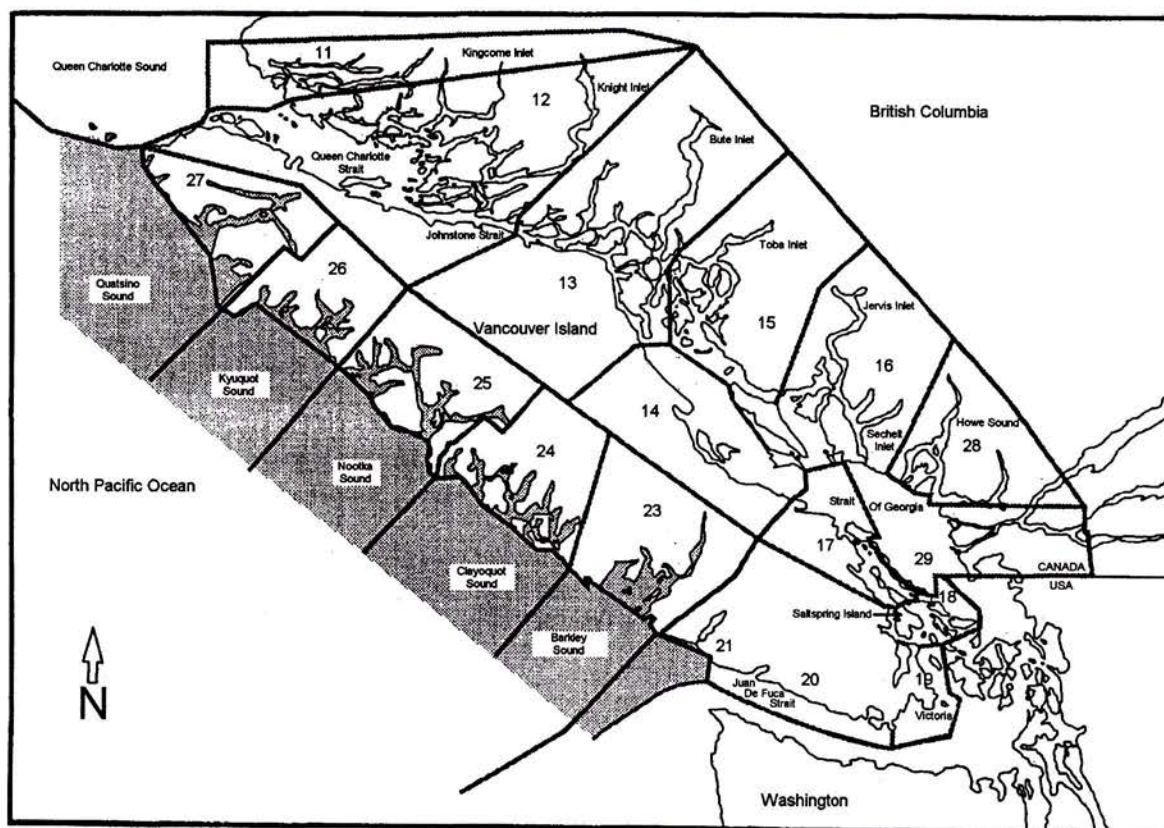 11
Kingcome Inlet
Queen Charlotte Sound
12
Knight Inlet
British Columbia
Bute Inlet
Queen Charlotte
Strait
27
Johnstone Strait
Toba Inlet
26
13
Quatsino
Sound
15
Jervis Inlet
Vancouver Island
16
Kyuquot
Sound
25
14
Howe Sound
Sechelt
Inlet
28
24
Nootka
Sound
North Pacific Ocean
23
Strait
Of Georgia
17
29
CANADA
USA
Clayoquot
Sound
18
Saltspring Island
Barkley
Sound
21
20
19
Juan
De Fuca
Strait
Victoria
N
Washington